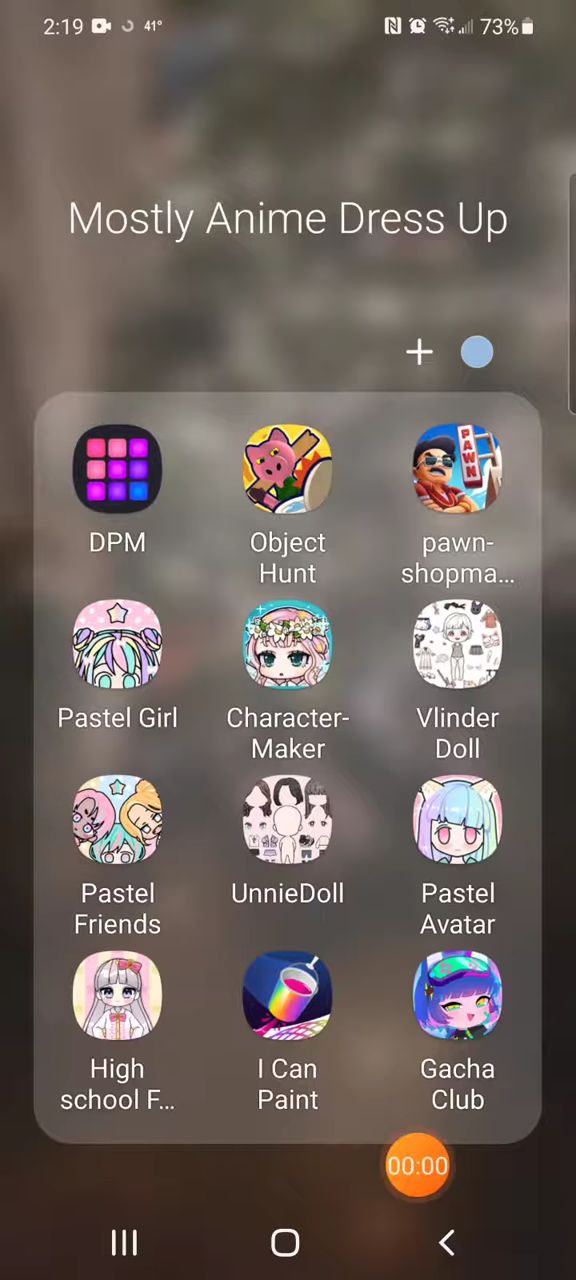 2:19 41° 73%
Mostly Anime Dress Up
PAWN
DPM
Object
Hunt
pawn-
shopma...
Pastel Girl
Character-
Maker
Vlinder
Doll
Pastel
Friends
UnnieDoll
Pastel
Avatar
High
school F...
I Can
Paint
Gacha
Club
00:00